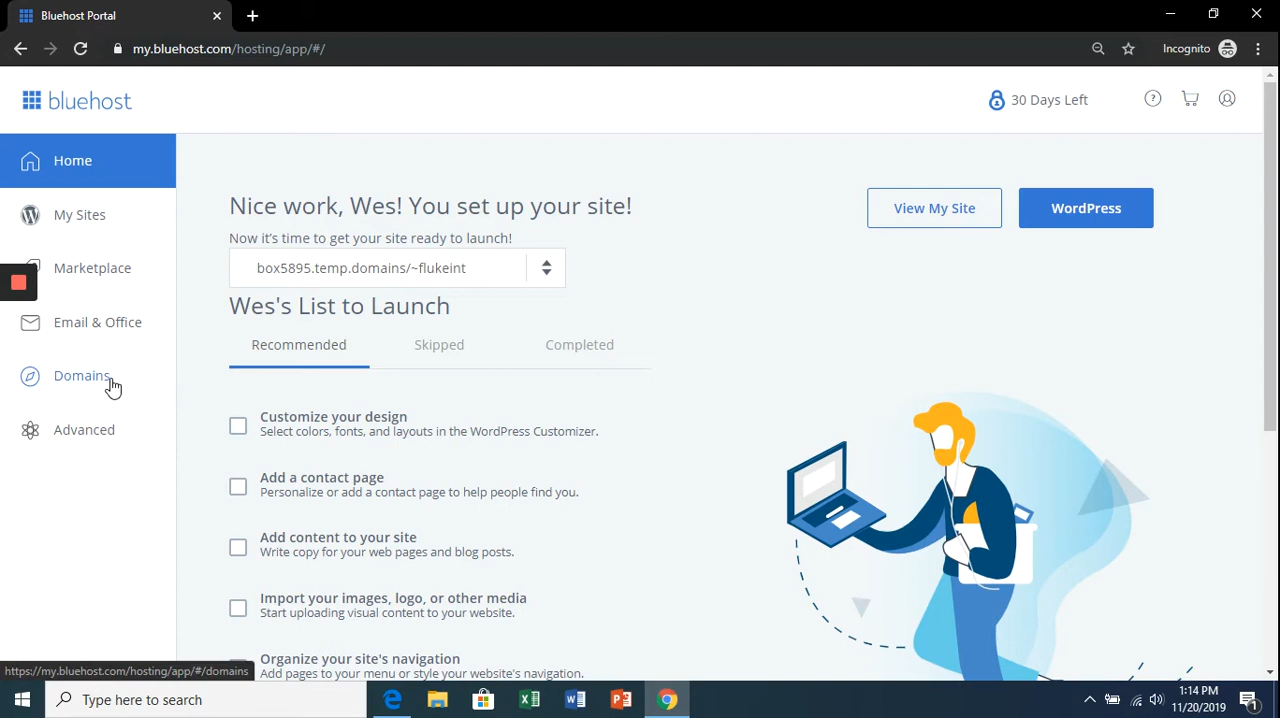 Bluehost Portal
my.bluehost.com/hosting/app/#/
Incognito
bluehost
30 Days Left
Home
My Sites
Marketplace
Email & Office
Domains
Advanced
Nice work, Wes! You set up your site!
View My Site
WordPress
Now it's time to get your site ready to launch!
box5895.temp.domains/~flukeint
Wes's List to Launch
Recommended
Skipped
Completed
Customize your design
Select colors, fonts, and layouts in the WordPress Customizer.
Add a contact page
Personalize or add a contact page to help people find you.
Add content to your site
Write copy for your web pages and blog posts.
Import your images, logo, or other media
Start uploading visual content to your website.
Organize your site's navigation
Add pages to your menu or style your website's navigation.
https://my.bluehost.com/hosting/app/#/domains
Type here to search
1:14 PM
11/20/2019
1